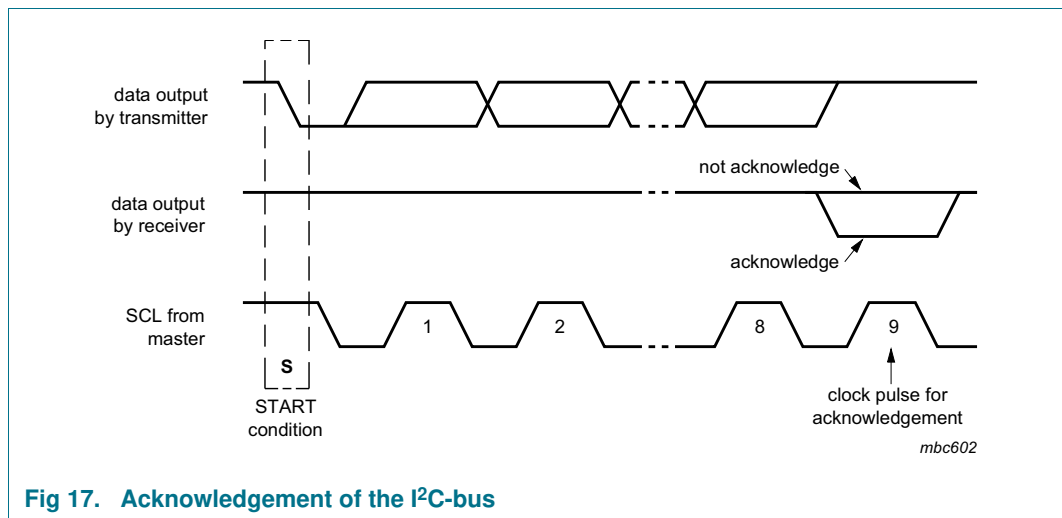 data output
by transmitter
not acknowledge
data output
by receiver
acknowledge
SCL from
master
1
2
8
9
S
START
condition
clock pulse for
acknowledgement
mbc602
Fig 17. Acknowledgement of the I²C-bus